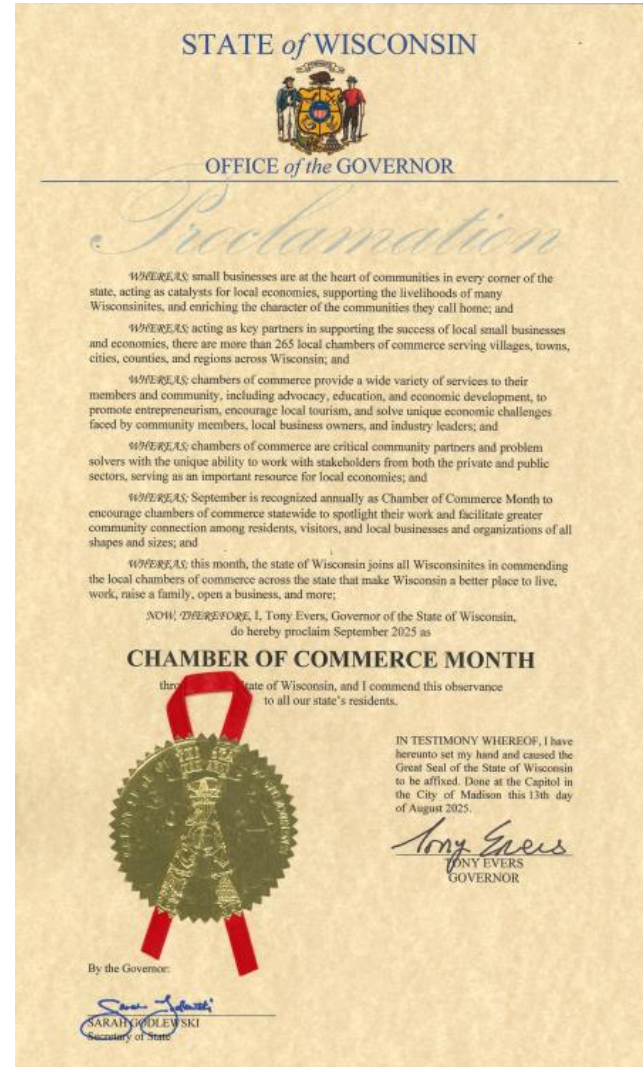 STATE of WISCONSIN
OFFICE of the GOVERNOR
Proclamation
WHEREAS; small businesses are at the heart of communities in every corner of the
state, acting as catalysts for local economies, supporting the livelihoods of many
Wisconsinites, and enriching the character of the communities they call home; and
WHEREAS; acting as key partners in supporting the success of local small businesses
and economies, there are more than 265 local chambers of commerce serving villages, towns,
cities, counties, and regions across Wisconsin; and
WHEREAS; chambers of commerce provide a wide variety of services to their
members and community, including advocacy, education, and economic development, to
promote entrepreneurism, encourage local tourism, and solve unique economic challenges
faced by community members, local business owners, and industry leaders; and
WHEREAS; chambers of commerce are critical community partners and problem
solvers with the unique ability to work with stakeholders from both the private and public
sectors, serving as an important resource for local economies; and
WHEREAS; September is recognized annually as Chamber of Commerce Month to
encourage chambers of commerce statewide to spotlight their work and facilitate greater
community connection among residents, visitors, and local businesses and organizations of all
shapes and sizes; and
WHEREAS; this month, the state of Wisconsin joins all Wisconsinites in commending
the local chambers of commerce across the state that make Wisconsin a better place to live,
work, raise a family, open a business, and more;
NOW, THEREFORE, I, Tony Evers, Governor of the State of Wisconsin,
do hereby proclaim September 2025 as
CHAMBER OF COMMERCE MONTH
of Wisconsin, and I commend this observance
to all our state's residents.
IN TESTIMONY WHEREOF, I have
hereunto set my hand and caused the
Great Seal of the State of Wisconsin
to be affixed. Done at the Capitol in
the City of Madison this 13th day
of August 2025.
Tony Evers
TONY EVERS
GOVERNOR
By the Governor:
Sarah Godlewski
SARAH GODLEWSKI
Secretary of State